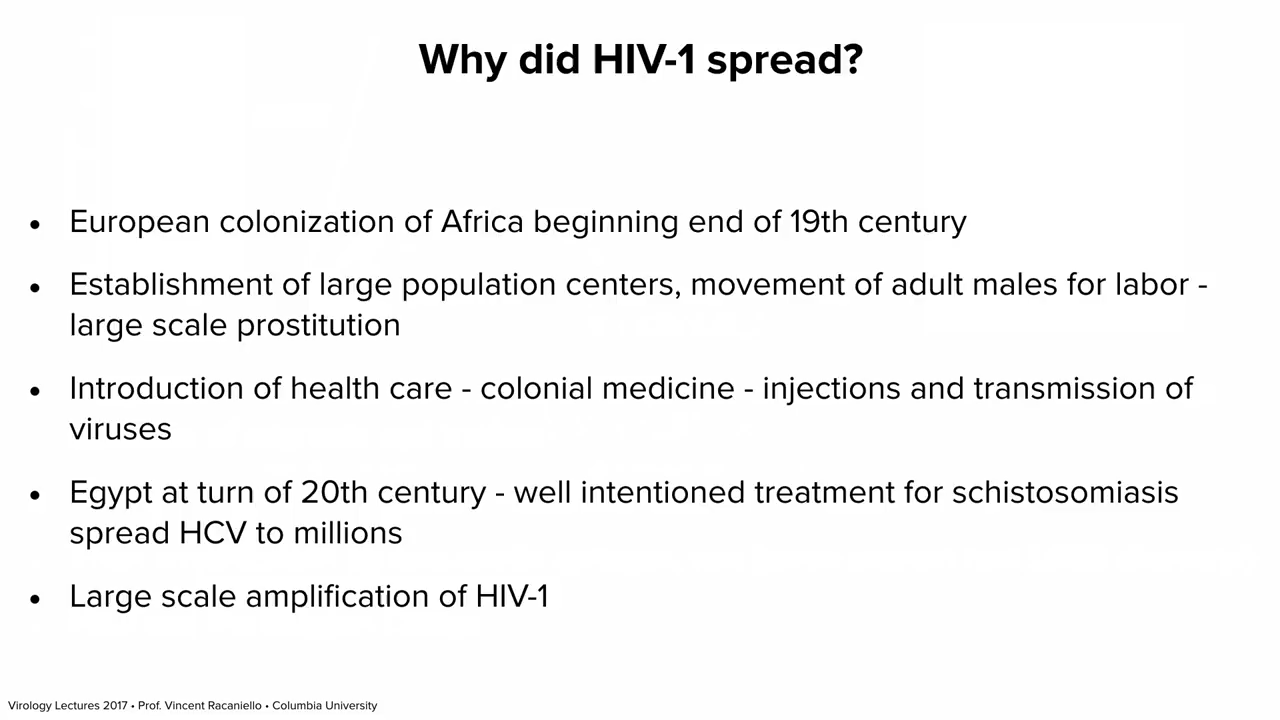 Why did HIV-1 spread?
• European colonization of Africa beginning end of 19th century
• Establishment of large population centers, movement of adult males for labor -
large scale prostitution
• Introduction of health care - colonial medicine - injections and transmission of
viruses
• Egypt at turn of 20th century - well intentioned treatment for schistosomiasis
spread HCV to millions
• Large scale amplification of HIV-1
Virology Lectures 2017 • Prof. Vincent Racaniello • Columbia University